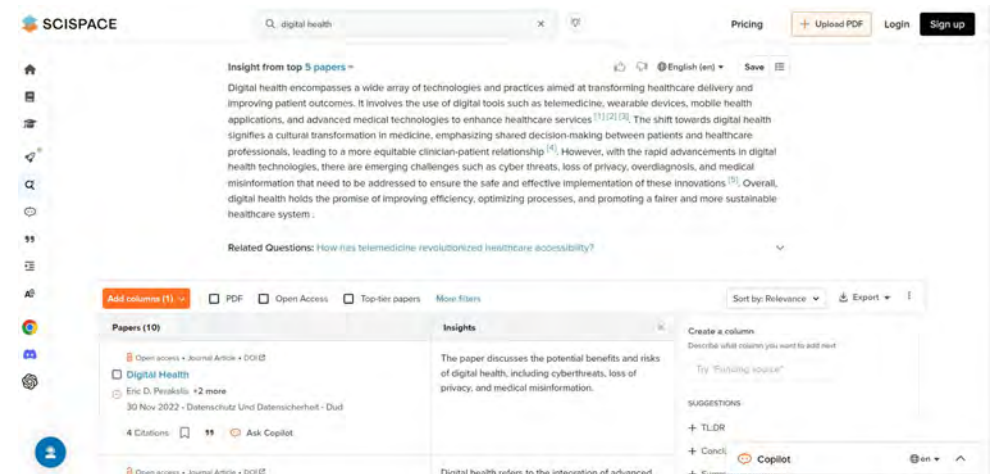 SCISPACE
digital health
Pricing
Upload PDF
Login
Sign up
Insight from top 5 papers
English (en)
Save
Digital health encompasses a wide array of technologies and practices aimed at transforming healthcare delivery and
improving patient outcomes. It involves the use of digital tools such as telemedicine, wearable devices, mobile health
applications, and advanced medical technologies to enhance healthcare services [1] [2] [3]. The shift towards digital health
signifies a cultural transformation in medicine, emphasizing shared decision-making between patients and healthcare
professionals, leading to a more equitable clinician-patient relationship [4]. However, with the rapid advancements in digital
health technologies, there are emerging challenges such as cyber threats, loss of privacy, overdiagnosis, and medical
misinformation that need to be addressed to ensure the safe and effective implementation of these innovations [5]. Overall,
digital health holds the promise of improving efficiency, optimizing processes, and promoting a fairer and more sustainable
healthcare system .
Related Questions: How has telemedicine revolutionized healthcare accessibility?
Add columns (1)
PDF
Open Access
Top-tier papers
More filters
Sort by: Relevance
Export
Papers (10)
Insights
Create a column
Describe what column you want to add next
Try "Funding source"
SUGGESTIONS
+ TL;DR
+ Concl
Open access • Journal Article • DOI
Digital Health
Eric D. Perakslis +2 more
30 Nov 2022 - Datenschutz Und Datensicherheit - Dud
4 Citations
Ask Copilot
The paper discusses the potential benefits and risks
of digital health, including cyberthreats, loss of
privacy, and medical misinformation.
Copilot
en
Open access • Journal Article • DOI
Digital health refers to the integration of advanced